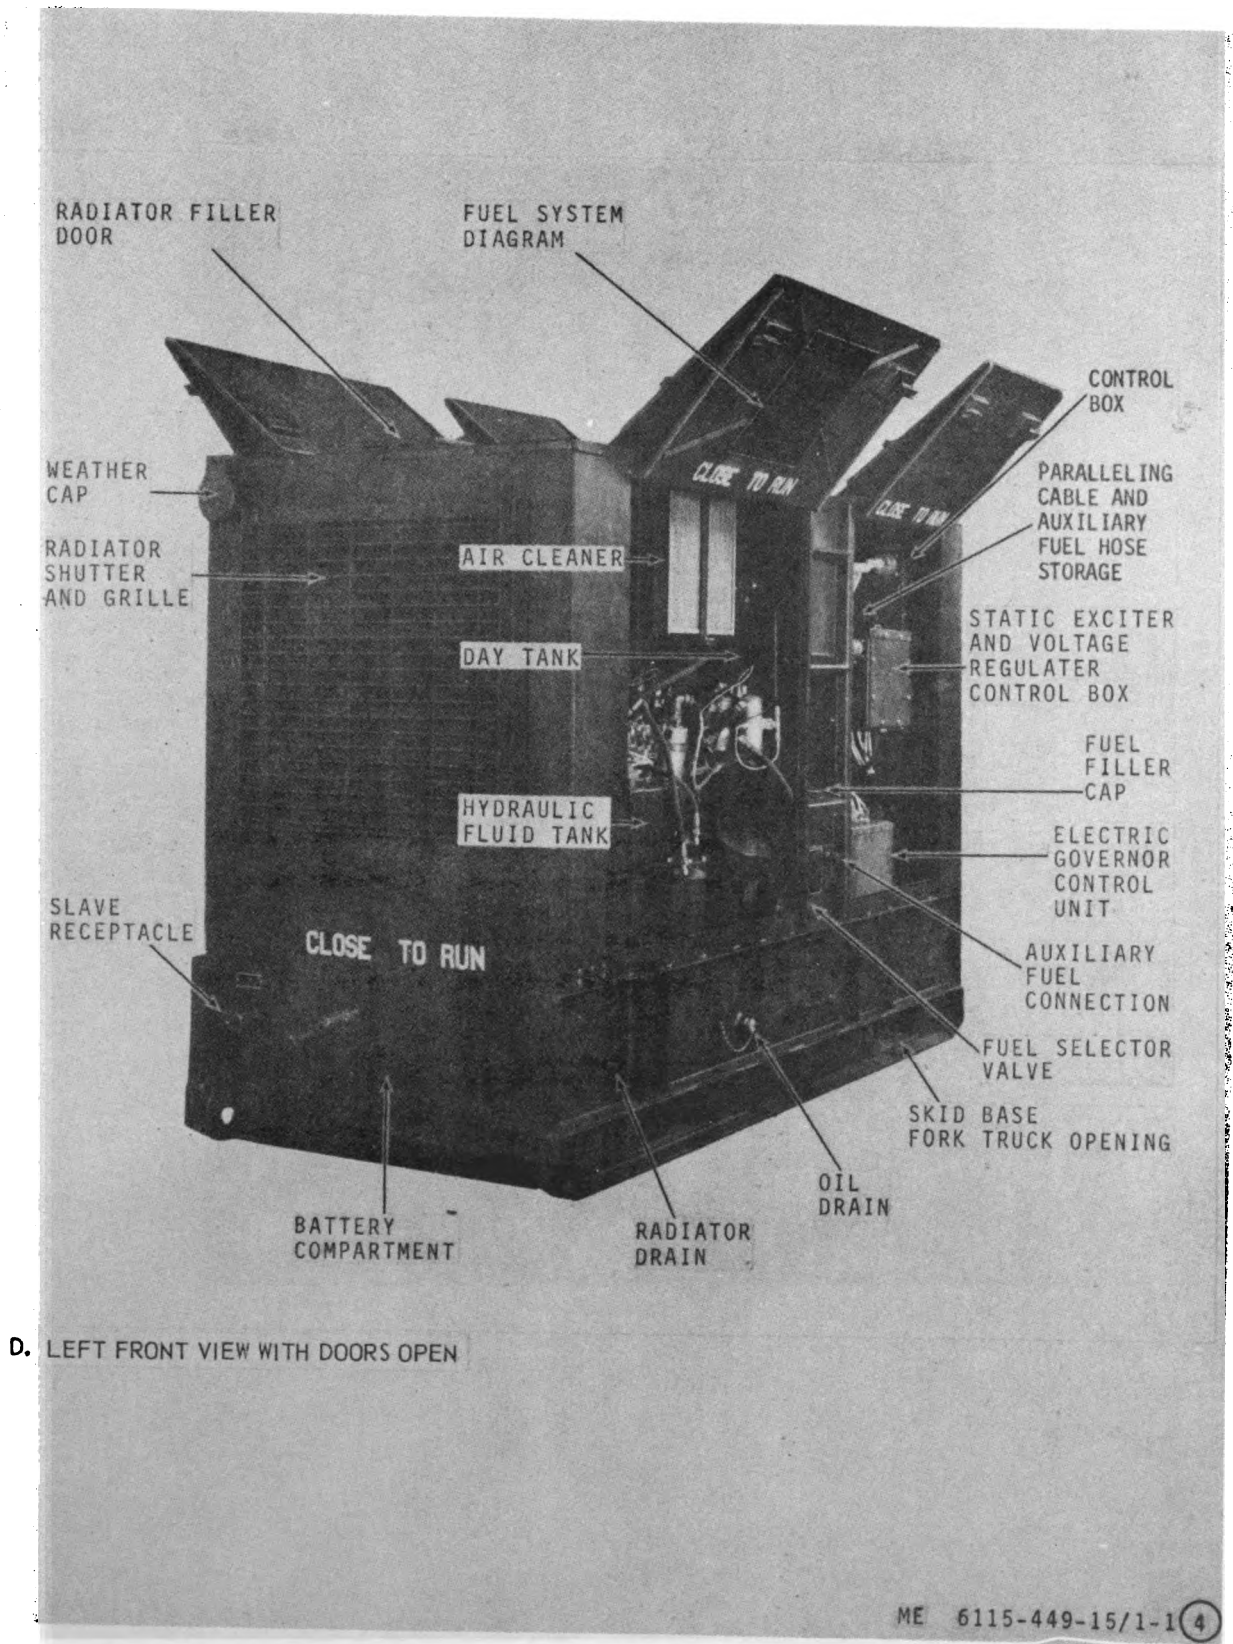 RADIATOR FILLER
DOOR
FUEL SYSTEM
DIAGRAM
CONTROL
BOX
WEATHER
CAP
PARALLELING
CABLE AND
AUXILIARY
FUEL HOSE
STORAGE
CLOSE TO RUN
CLOSE TO RUN
RADIATOR
SHUTTER
AND GRILLE
AIR CLEANER
STATIC EXCITER
AND VOLTAGE
REGULATER
CONTROL BOX
DAY TANK
FUEL
FILLER
CAP
HYDRAULIC
FLUID TANK
ELECTRIC
GOVERNOR
CONTROL
UNIT
SLAVE
RECEPTACLE
CLOSE TO RUN
AUXILIARY
FUEL
CONNECTION
FUEL SELECTOR
VALVE
SKID BASE
FORK TRUCK OPENING
OIL
DRAIN
BATTERY
COMPARTMENT
RADIATOR
DRAIN
D. LEFT FRONT VIEW WITH DOORS OPEN
ME 6115-449-15/1-1 4